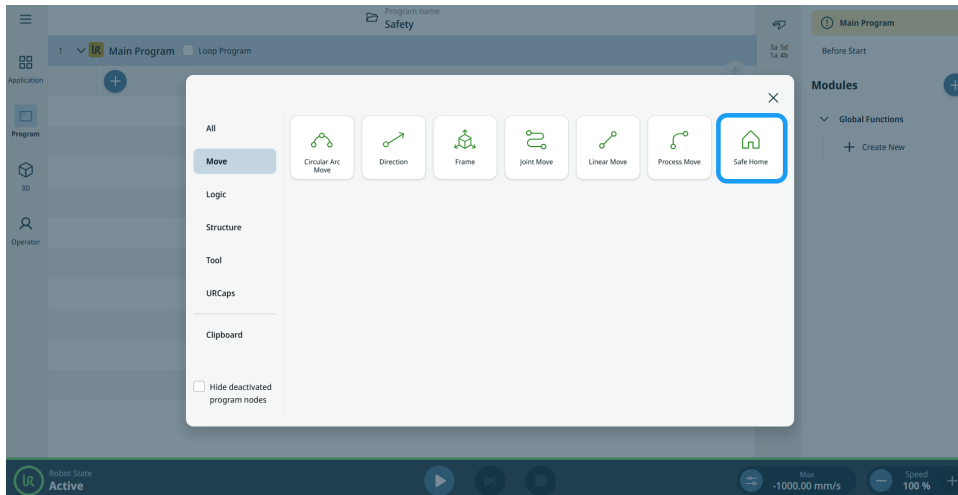 Program name
Safety
Main Program
3a 5d
1a 4b
Before Start
1
UR
Main Program
Loop Program
Application
Program
3D
Operator
Modules
Global Functions
Create New
All
Move
Logic
Structure
Tool
URCaps
Clipboard
Hide deactivated
program nodes
Circular Arc
Move
Direction
Frame
Joint Move
Linear Move
Process Move
Safe Home
UR
Robot State
Active
Max
-1000.00 mm/s
Speed
100 %